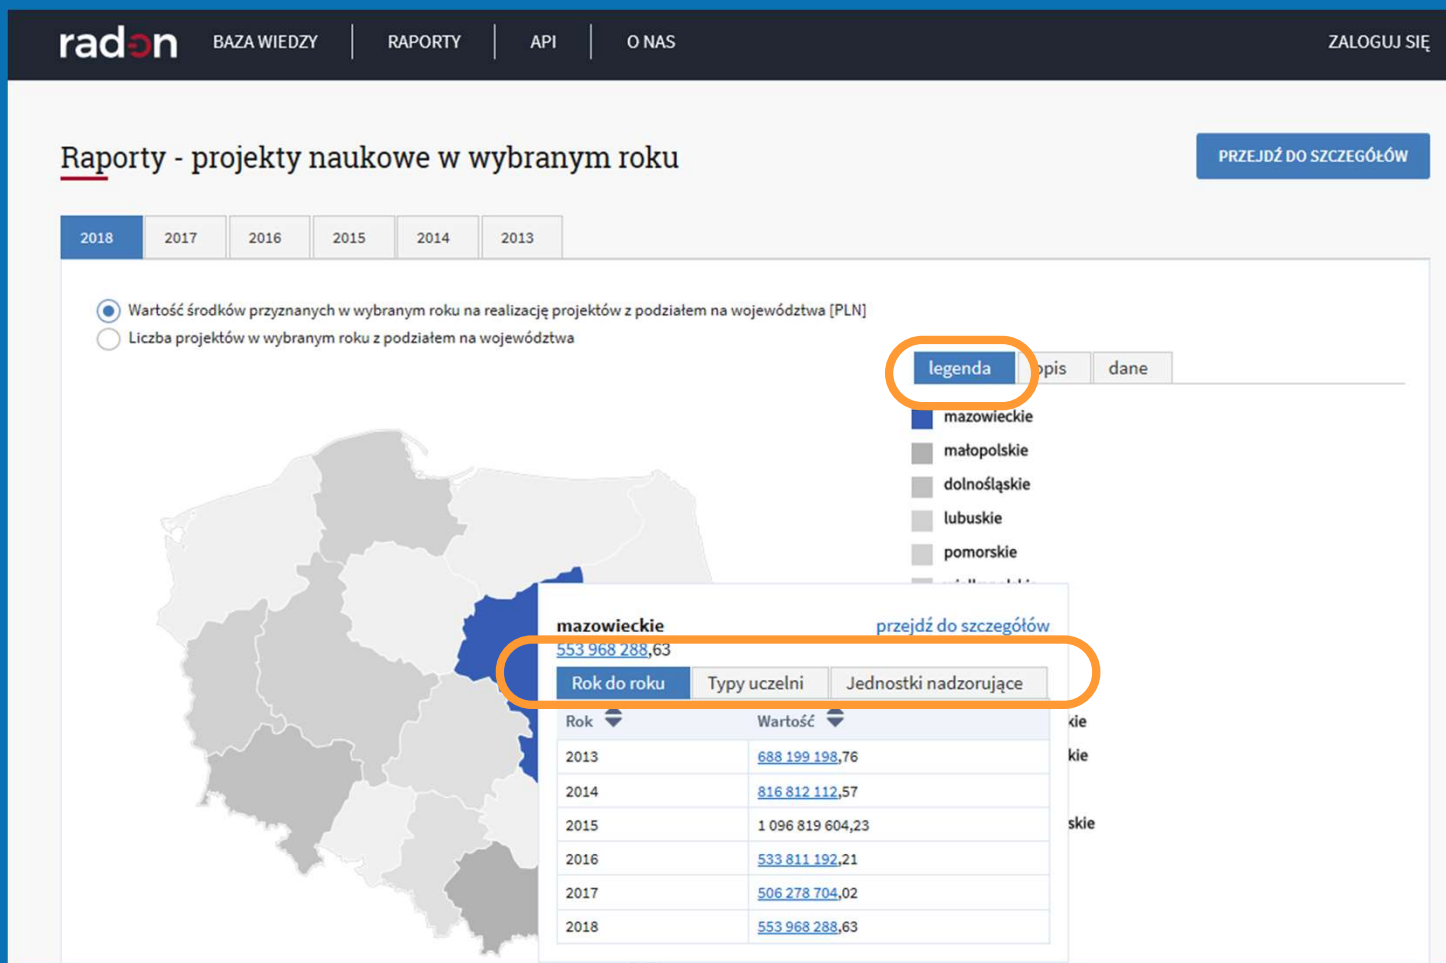 radon BAZA WIEDZY RAPORTY API O NAS ZALOGUJ SIĘ
Raporty - projekty naukowe w wybranym roku
PRZEJDŹ DO SZCZEGÓŁÓW
2018 2017 2016 2015 2014 2013
Wartość środków przyznanych w wybranym roku na realizację projektów z podziałem na województwa [PLN]
Liczba projektów w wybranym roku z podziałem na województwa
legenda opis dane
mazowieckie
małopolskie
dolnośląskie
lubuskie
pomorskie
mazowieckie przejdź do szczegółów
553 968 288,63
Rok do roku Typy uczelni Jednostki nadzorujące
Rok Wartość
kie
2013 688 199 198,76
kie
2014 816 812 112,57
2015 1 096 819 604,23
skie
2016 533 811 192,21
2017 506 278 704,02
2018 553 968 288,63